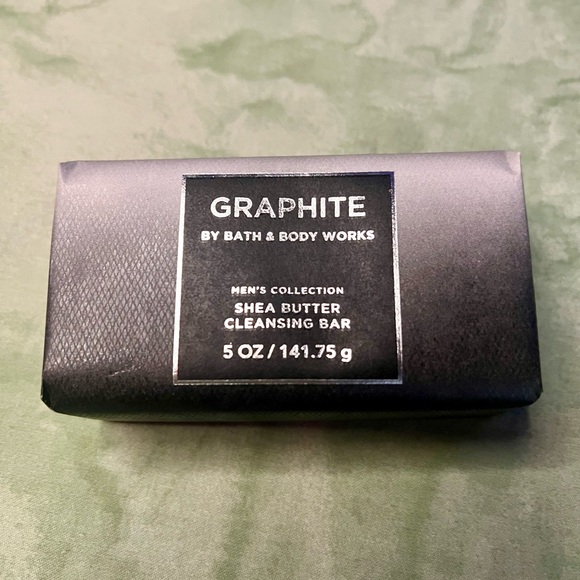 GRAPHITE
BY BATH & BODY WORKS
MEN'S COLLECTION
SHEA BUTTER
CLEANSING BAR
5 OZ / 141.75 g